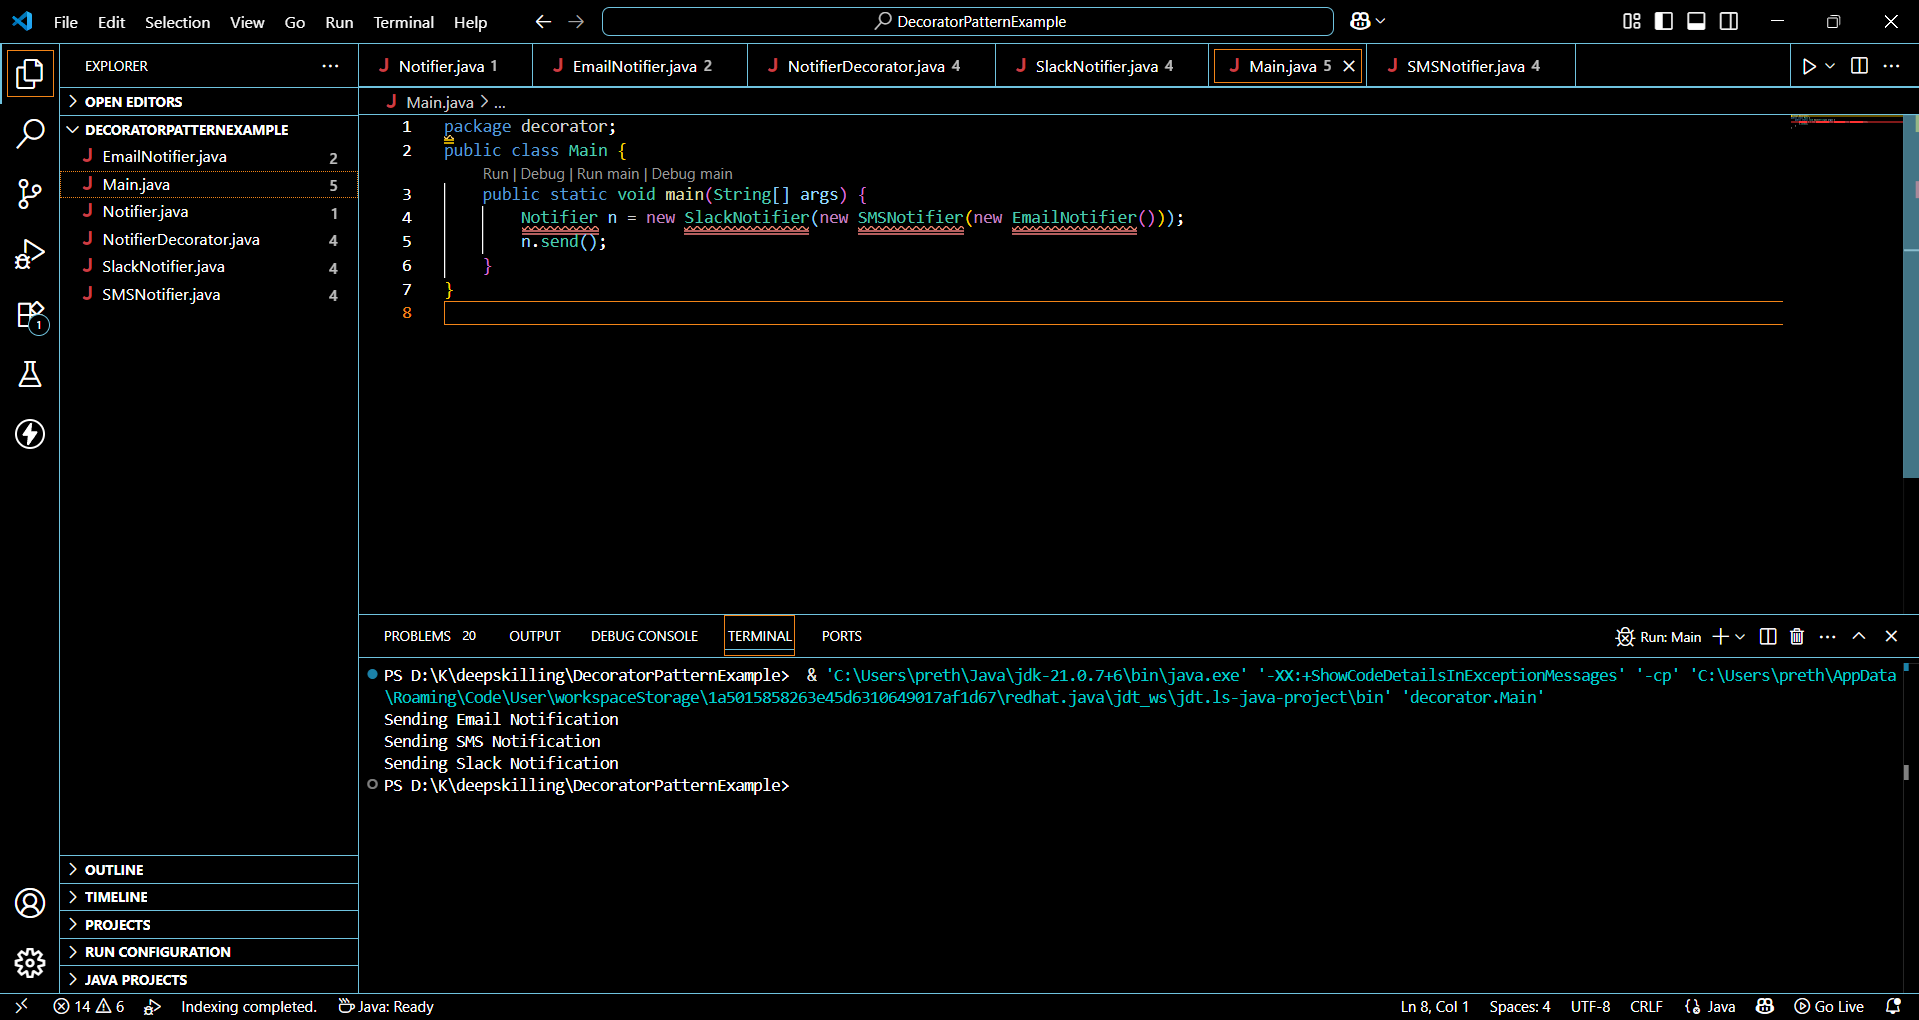 File Edit Selection View Go Run Terminal Help
DecoratorPatternExample
EXPLORER
OPEN EDITORS
DECORATORPATTERNEXAMPLE
J EmailNotifier.java 2
J Main.java 5
J Notifier.java 1
J NotifierDecorator.java 4
J SlackNotifier.java 4
J SMSNotifier.java 4
1
OUTLINE
TIMELINE
PROJECTS
RUN CONFIGURATION
JAVA PROJECTS
J Notifier.java 1 J EmailNotifier.java 2 J NotifierDecorator.java 4 J SlackNotifier.java 4 J Main.java 5 J SMSNotifier.java 4
J Main.java > ...
1 package decorator;
2 public class Main {
Run | Debug | Run main | Debug main
3 public static void main(String[] args) {
4 Notifier n = new SlackNotifier(new SMSNotifier(new EmailNotifier()));
5 n.send();
6 }
7 }
8
PROBLEMS 20 OUTPUT DEBUG CONSOLE TERMINAL PORTS
Run: Main
PS D:\K\deepskilling\DecoratorPatternExample> & 'C:\Users\preth\Java\jdk-21.0.7+6\bin\java.exe' '-XX:+ShowCodeDetailsInExceptionMessages' '-cp' 'C:\Users\preth\AppData
\Roaming\Code\User\workspaceStorage\1a5015858263e45d6310649017af1d67\redhat.java\jdt_ws\jdt.ls-java-project\bin' 'decorator.Main'
Sending Email Notification
Sending SMS Notification
Sending Slack Notification
PS D:\K\deepskilling\DecoratorPatternExample>
14 6 Indexing completed. Java: Ready
Ln 8, Col 1 Spaces: 4 UTF-8 CRLF Java Go Live